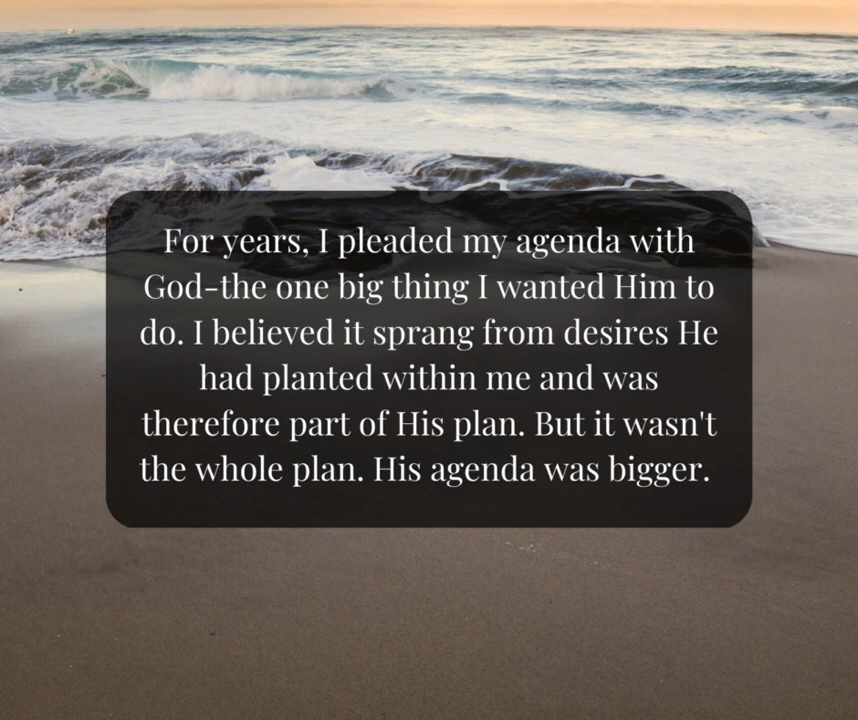 For years, I pleaded my agenda with
God-the one big thing I wanted Him to
do. I believed it sprang from desires He
had planted within me and was
therefore part of His plan. But it wasn't
the whole plan. His agenda was bigger.